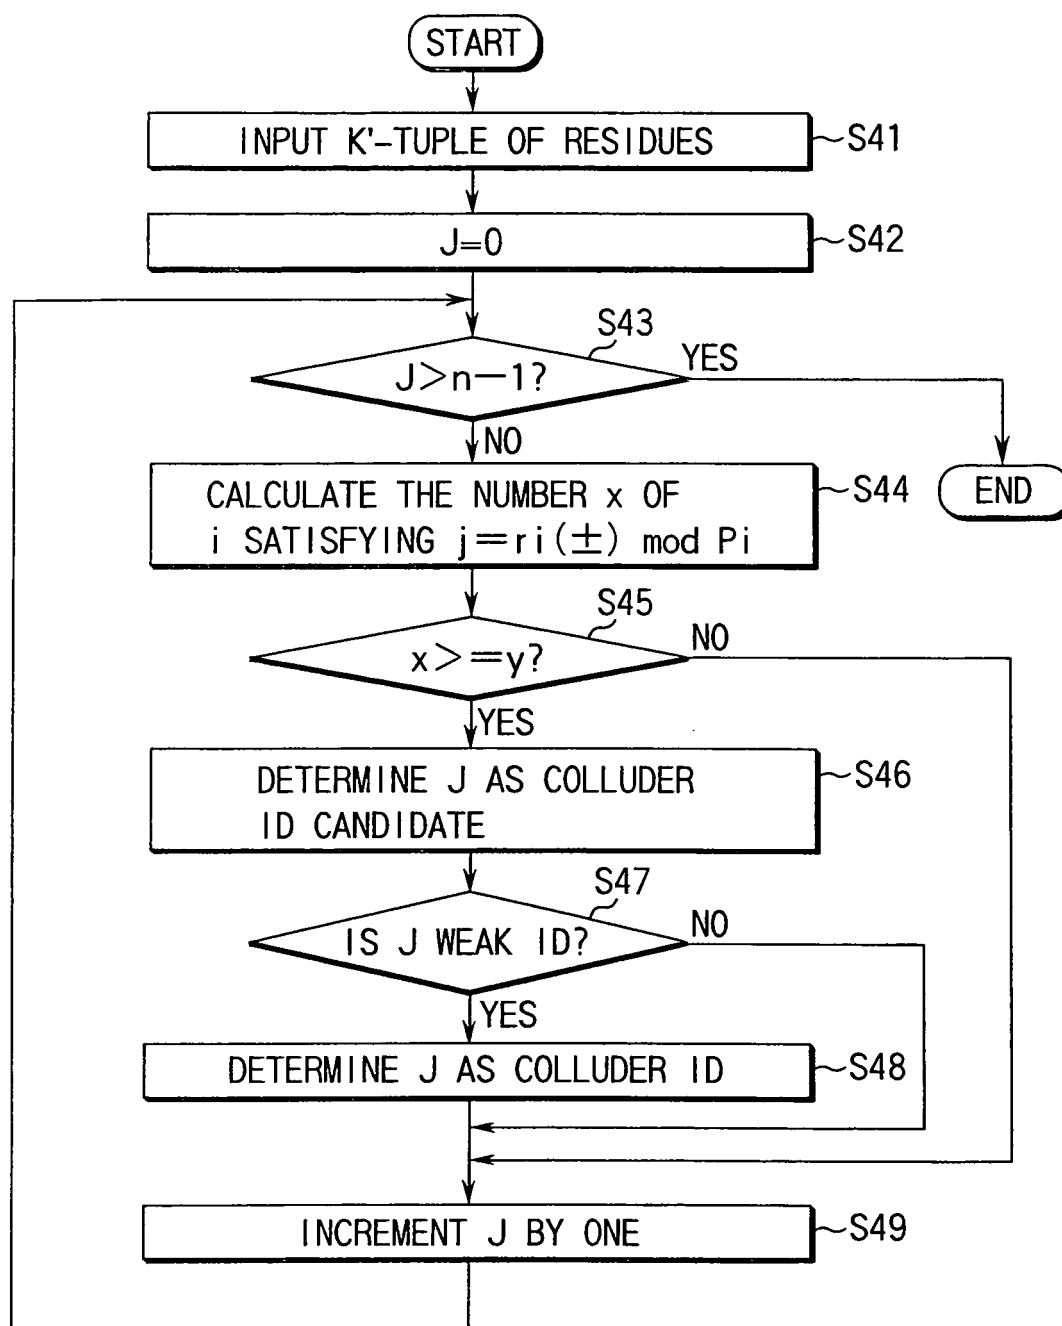 START
INPUT K'-TUPLE OF RESIDUES
S41
J=0
S42
S43
J>n-1?
YES
NO
END
CALCULATE THE NUMBER x OF
i SATISFYING j=ri(±) mod Pi
S44
S45
x>=y?
NO
YES
DETERMINE J AS COLLUDER
ID CANDIDATE
S46
S47
IS J WEAK ID?
NO
YES
DETERMINE J AS COLLUDER ID
S48
INCREMENT J BY ONE
S49